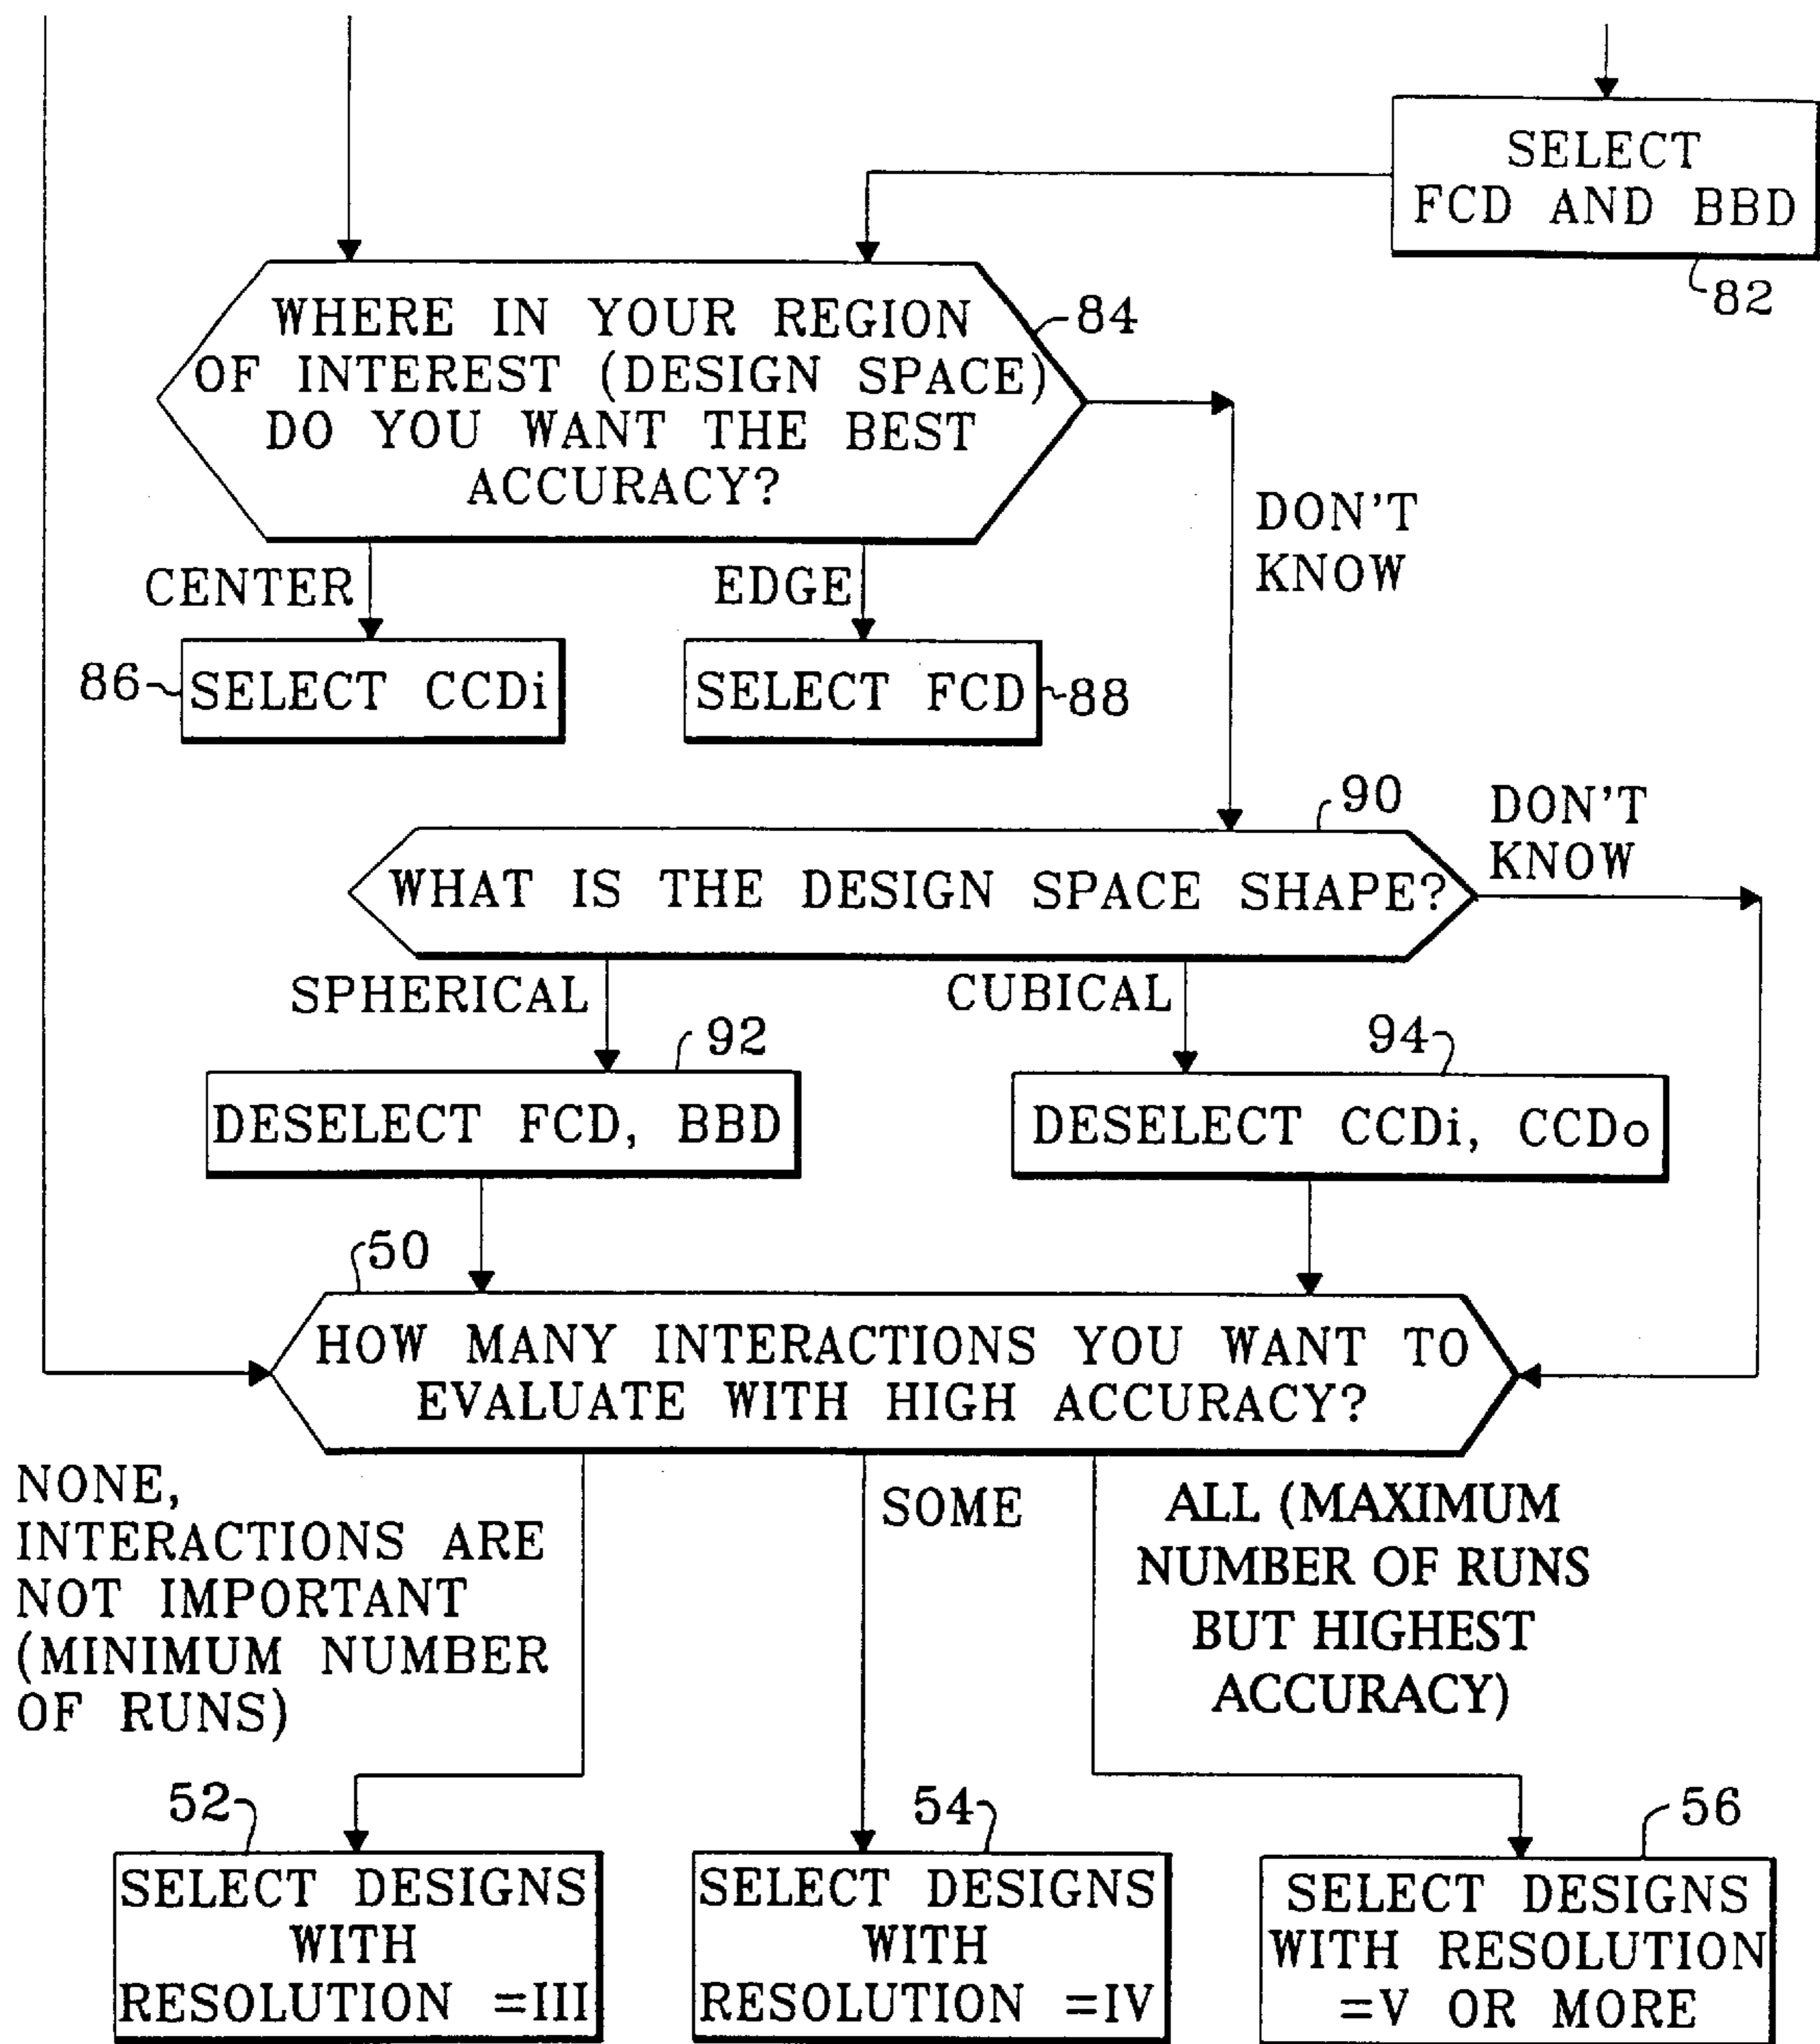 SELECT
FCD AND BBD
82
WHERE IN YOUR REGION
OF INTEREST (DESIGN SPACE)
DO YOU WANT THE BEST
ACCURACY?
84
DON'T
KNOW
CENTER
EDGE
86
SELECT CCDi
SELECT FCD
88
90
DON'T
KNOW
WHAT IS THE DESIGN SPACE SHAPE?
SPHERICAL
CUBICAL
92
94
DESELECT FCD, BBD
DESELECT CCDi, CCDo
50
HOW MANY INTERACTIONS YOU WANT TO
EVALUATE WITH HIGH ACCURACY?
NONE,
INTERACTIONS ARE
NOT IMPORTANT
(MINIMUM NUMBER
OF RUNS)
SOME
ALL (MAXIMUM
NUMBER OF RUNS
BUT HIGHEST
ACCURACY)
52
54
56
SELECT DESIGNS
WITH
RESOLUTION =III
SELECT DESIGNS
WITH
RESOLUTION =IV
SELECT DESIGNS
WITH RESOLUTION
=V OR MORE